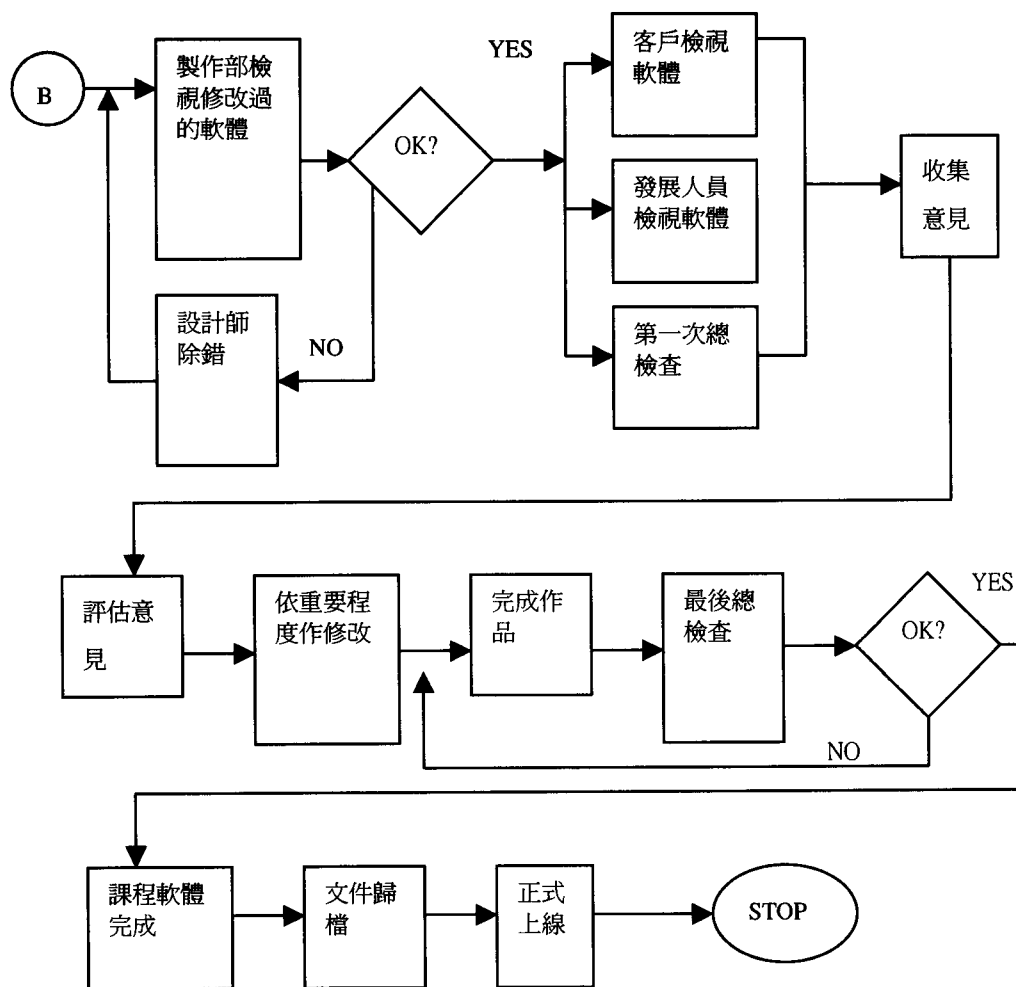 B
製作部檢
視修改過
的軟體
OK?
YES
NO
設計師
除錯
客戶檢視
軟體
發展人員
檢視軟體
第一次總
檢查
收集
意見
評估意
見
依重要程
度作修改
完成作
品
最後總
檢查
OK?
YES
NO
課程軟體
完成
文件歸
檔
正式
上線
STOP